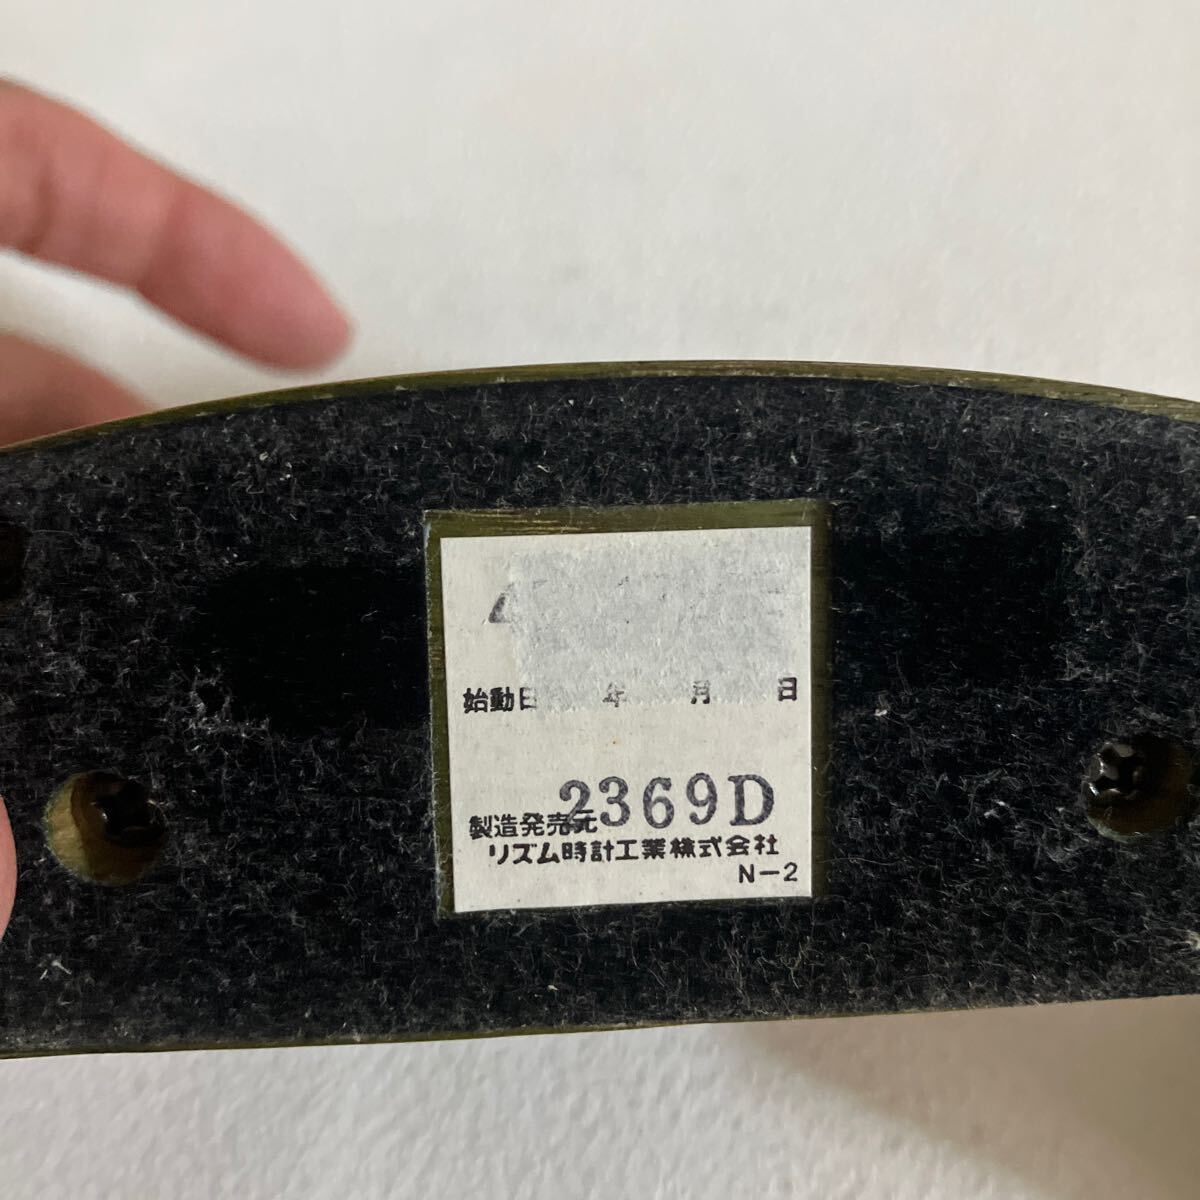 始動日 年 月 日
2369D
製造発売元
リズム時計工業株式会社
N-2